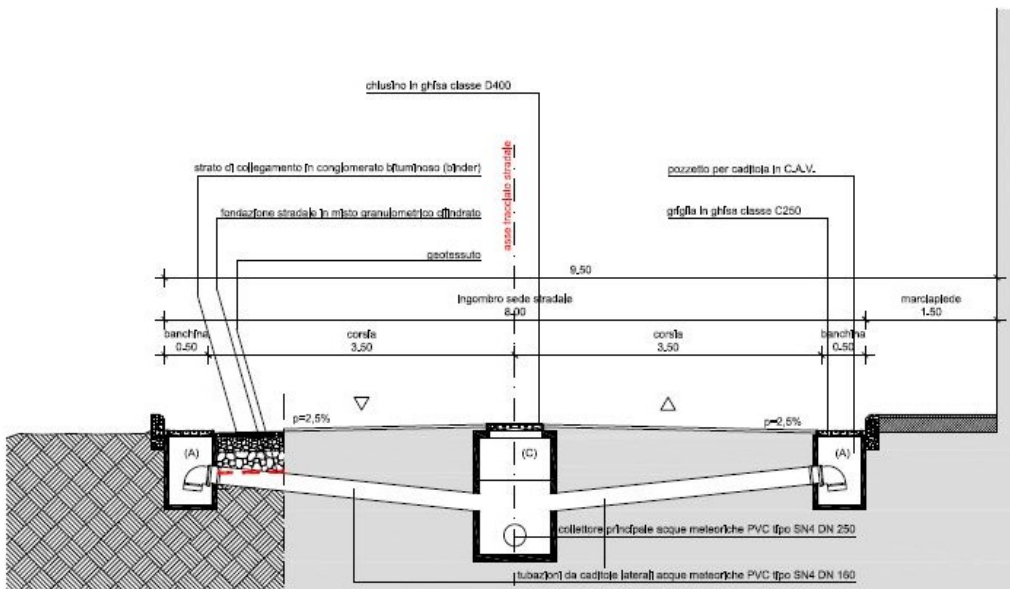 chiusino in ghisa classe D400
asse tracciato stradale
strato di collegamento in conglomerato bituminoso (binder)
pozzetto per caditoia in C.A.V.
fondazione stradale in misto granulometrico cilindrato
griglia in ghisa classe C250
geotessuto
9.50
ingombro sede stradale
8.00
marciapiede
1.50
banchina
0.50
corsia
3.50
corsia
3.50
banchina
0.50
p=2,5%
p=2,5%
(A)
(C)
(A)
collettore principale acque meteoriche PVC tipo SN4 DN 250
tubazioni da caditoie laterali acque meteoriche PVC tipo SN4 DN 160